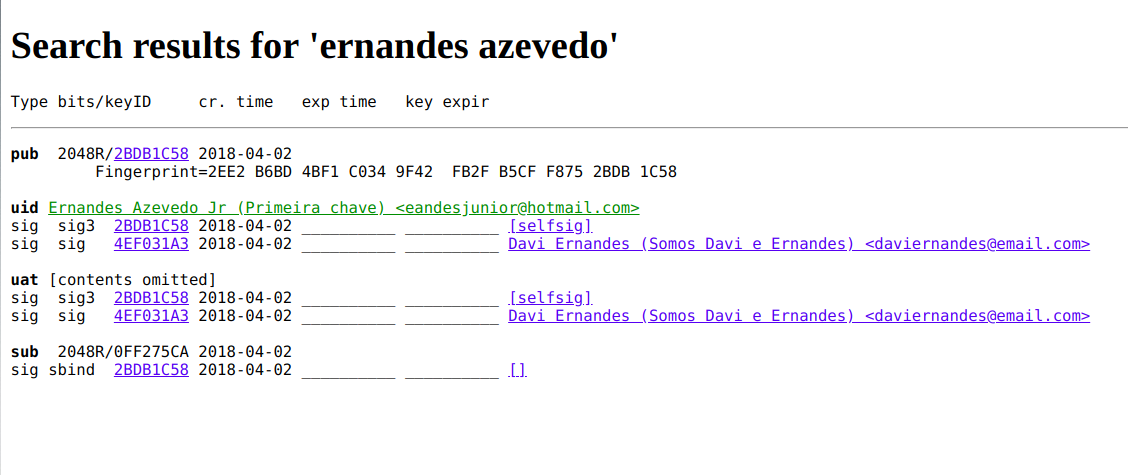 Search results for 'ernandes azevedo'
Type bits/keyID     cr. time   exp time   key expir
pub  2048R/2BDB1C58 2018-04-02
         Fingerprint=2EE2 B6BD 4BF1 C034 9F42  FB2F B5CF F875 2BDB 1C58
uid Ernandes Azevedo Jr (Primeira chave) <eandesjunior@hotmail.com>
sig  sig3  2BDB1C58 2018-04-02 __________ __________ [selfsig]
sig  sig   4EF031A3 2018-04-02 __________ __________ Davi Ernandes (Somos Davi e Ernandes) <daviernandes@email.com>
uat [contents omitted]
sig  sig3  2BDB1C58 2018-04-02 __________ __________ [selfsig]
sig  sig   4EF031A3 2018-04-02 __________ __________ Davi Ernandes (Somos Davi e Ernandes) <daviernandes@email.com>
sub  2048R/0FF275CA 2018-04-02
sig sbind  2BDB1C58 2018-04-02 __________ __________ []